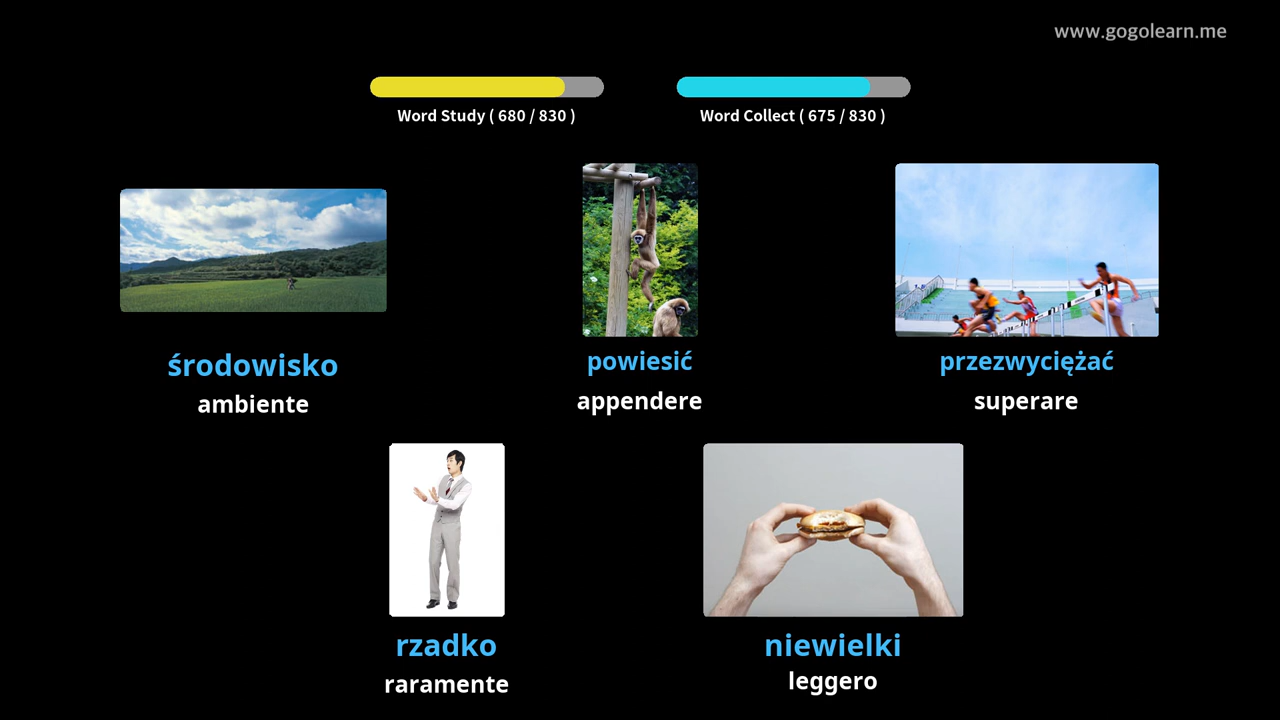 www.gogolearn.me
Word Study ( 680 / 830 )
Word Collect ( 675 / 830 )
środowisko
ambiente
powiesić
appendere
przezwyciężać
superare
rzadko
raramente
niewielki
leggero